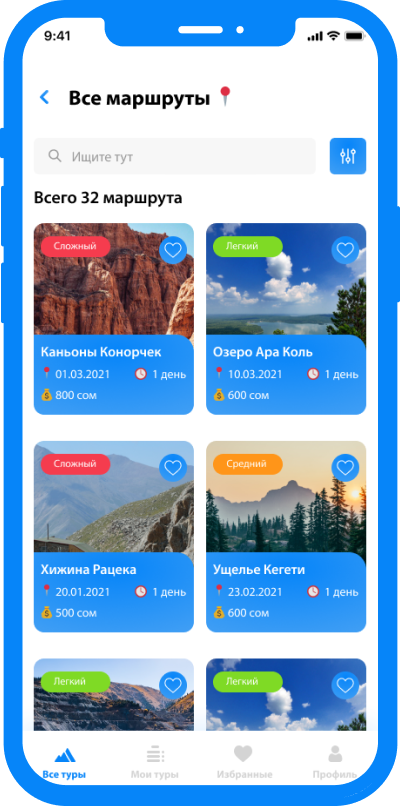 9:41
Все маршруты
Ищите тут
Всего 32 маршрута
Сложный
Легкий
Каньоны Конорчек
Озеро Ара Коль
01.03.2021 1 день
10.03.2021 1 день
800 сом
600 сом
Сложный
Средний
Хижина Рацека
Ущелье Кегети
20.01.2021 1 день
23.02.2021 1 день
500 сом
600 сом
Легкий
Легкий
Все туры
Мои туры
Избранные
Профиль